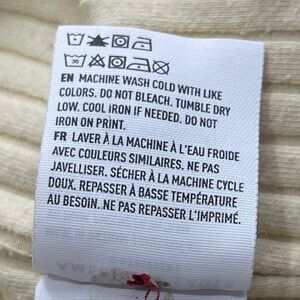 30
EN MACHINE WASH COLD WITH LIKE
COLORS. DO NOT BLEACH. TUMBLE DRY
LOW. COOL IRON IF NEEDED. DO NOT
IRON ON PRINT.
FR LAVER À LA MACHINE À L'EAU FROIDE
AVEC COULEURS SIMILAIRES. NE PAS
JAVELLISER. SÉCHER À LA MACHINE CYCLE
DOUX. REPASSER À BASSE TEMPÉRATURE
AU BESOIN. NE PAS REPASSER L'IMPRIMÉ.